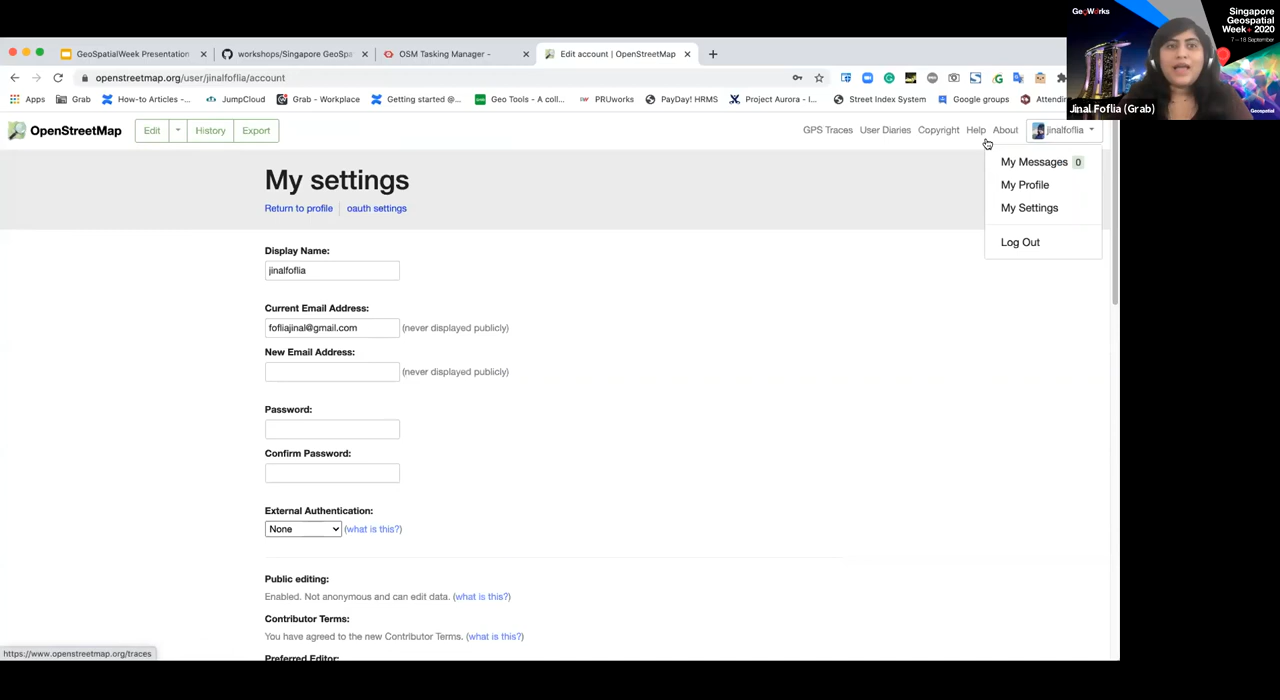 GeoWorks
Singapore
Geospatial
Week+ 2020
7 – 18 September
Geospatial
Jinal Foflia (Grab)
GeoSpatialWeek Presentation
workshops/Singapore GeoSpa
OSM Tasking Manager -
Edit account | OpenStreetMap
openstreetmap.org/user/jinalfoflia/account
Apps Grab How-to Articles -... JumpCloud Grab - Workplace Getting started @... Geo Tools - A coll... PRUworks PayDay! HRMS Project Aurora - I... Street Index System Google groups Attendin
OpenStreetMap Edit History Export GPS Traces User Diaries Copyright Help About jinalfoflia
My Messages 0
My Profile
My Settings
Log Out
My settings
Return to profile oauth settings
Display Name:
jinalfoflia
Current Email Address:
fofliajinal@gmail.com (never displayed publicly)
New Email Address:
(never displayed publicly)
Password:
Confirm Password:
External Authentication:
None (what is this?)
Public editing:
Enabled. Not anonymous and can edit data. (what is this?)
Contributor Terms:
You have agreed to the new Contributor Terms. (what is this?)
Preferred Editor:
https://www.openstreetmap.org/traces